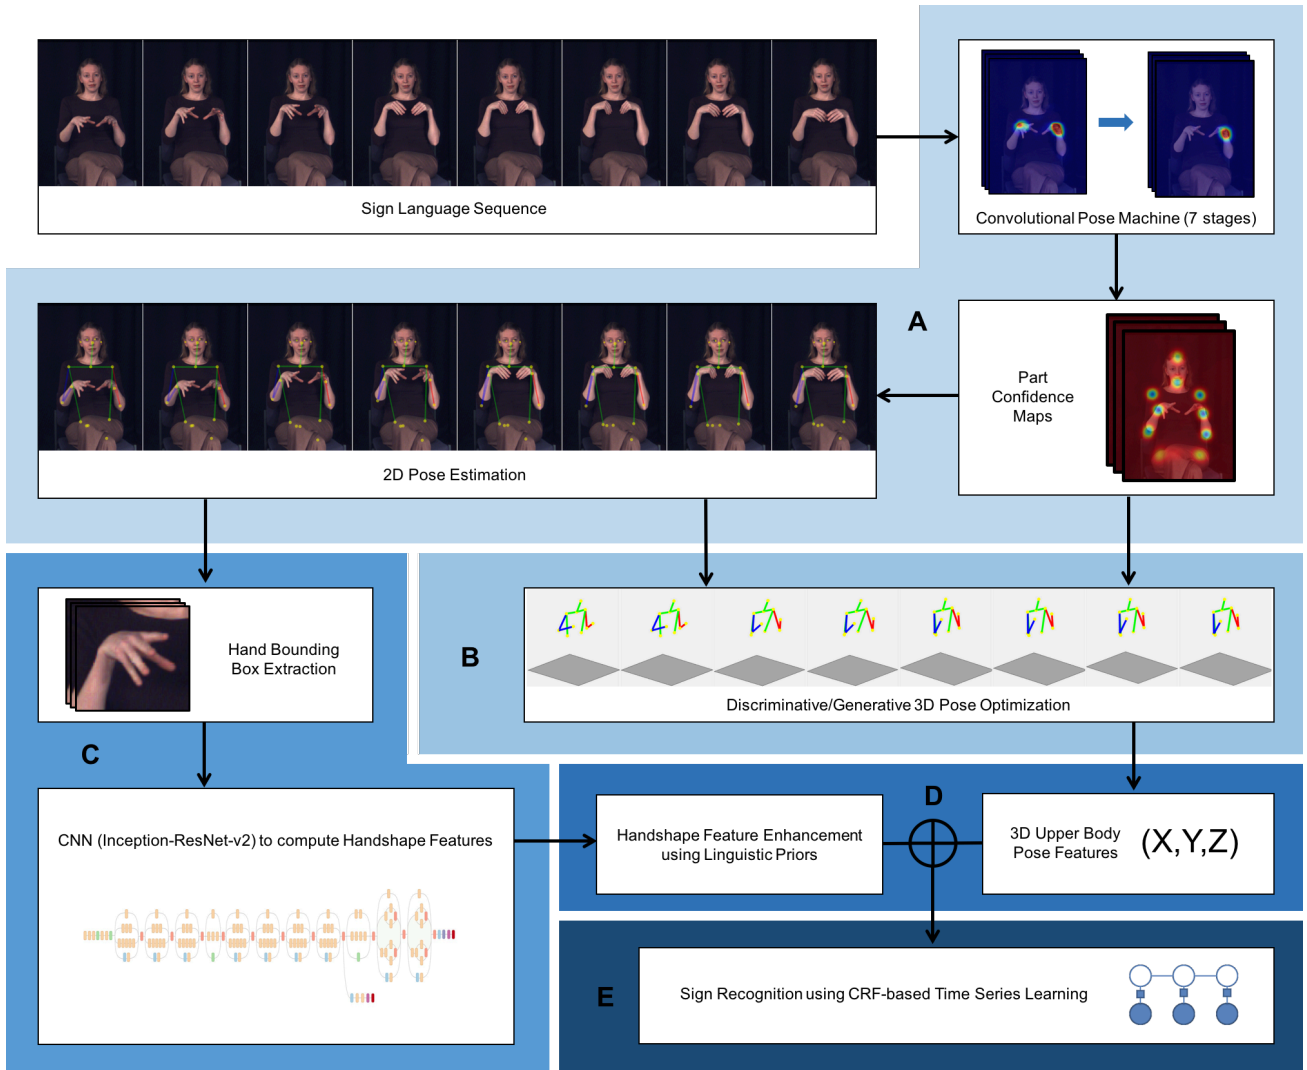 Sign Language Sequence
Convolutional Pose Machine (7 stages)
A
Part
Confidence
Maps
2D Pose Estimation
Hand Bounding
Box Extraction
B
Discriminative/Generative 3D Pose Optimization
C
CNN (Inception-ResNet-v2) to compute Handshape Features
D
Handshape Feature Enhancement
using Linguistic Priors
3D Upper Body
Pose Features
(X,Y,Z)
E
Sign Recognition using CRF-based Time Series Learning